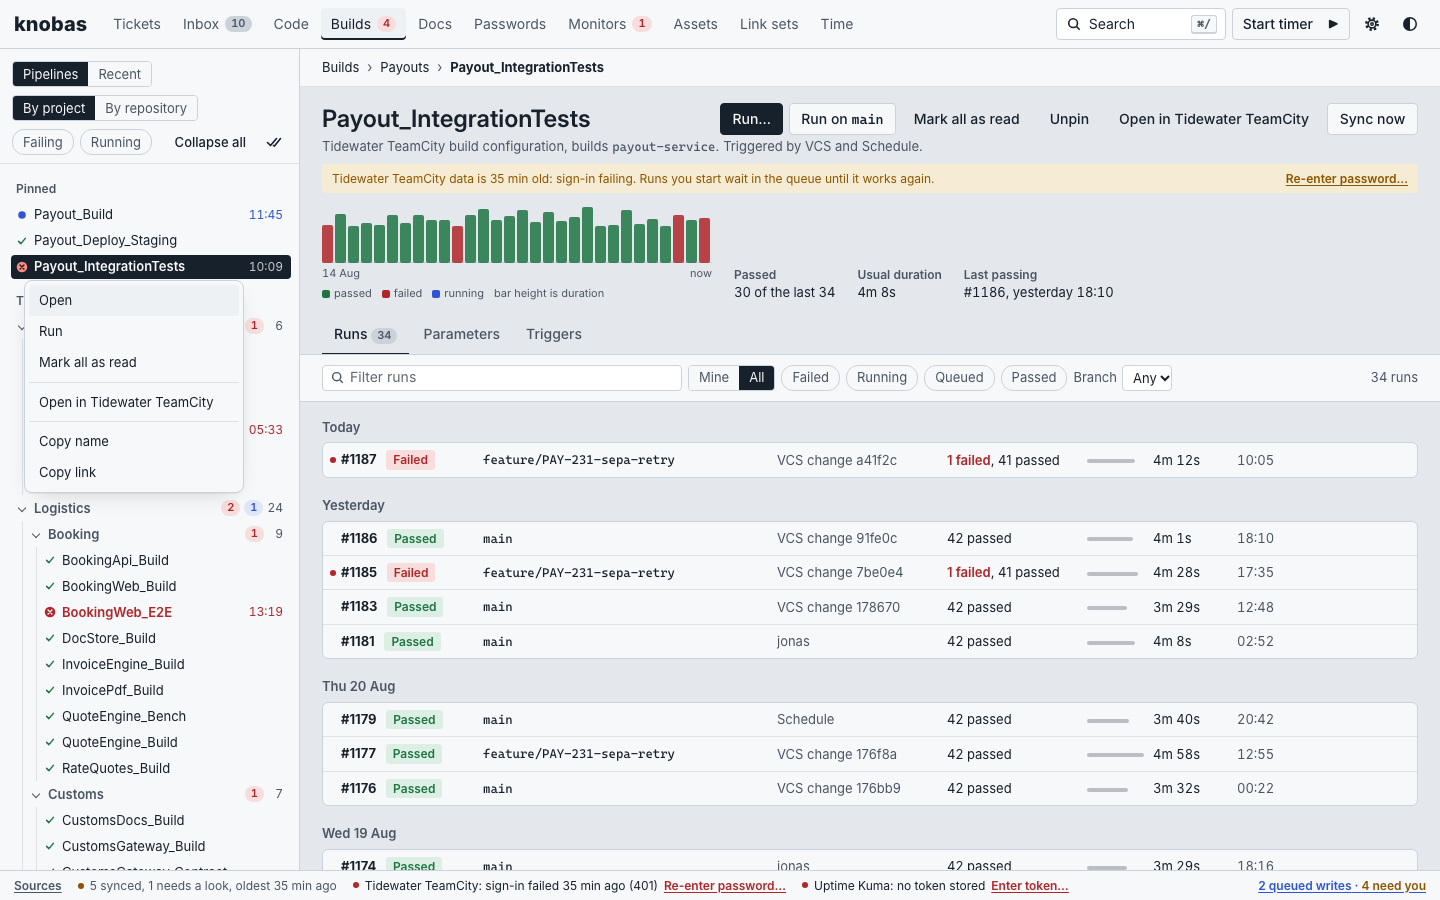 knobas Tickets Inbox 10 Code Builds 4 Docs Passwords Monitors 1 Assets Link sets Time Search ⌘/ Start timer
Pipelines Recent
By project By repository
Failing Running Collapse all
Pinned
Payout_Build 11:45
Payout_Deploy_Staging
Payout_IntegrationTests 10:09
Open
Run
Mark all as read
Open in Tidewater TeamCity
Copy name
Copy link
1 6
05:33
Logistics 2 1 24
Booking 1 9
BookingApi_Build
BookingWeb_Build
BookingWeb_E2E 13:19
DocStore_Build
InvoiceEngine_Build
InvoicePdf_Build
QuoteEngine_Bench
QuoteEngine_Build
RateQuotes_Build
Customs 1 7
CustomsDocs_Build
CustomsGateway_Build
Builds › Payouts › Payout_IntegrationTests
Payout_IntegrationTests Run... Run on main Mark all as read Unpin Open in Tidewater TeamCity Sync now
Tidewater TeamCity build configuration, builds payout-service. Triggered by VCS and Schedule.
Tidewater TeamCity data is 35 min old: sign-in failing. Runs you start wait in the queue until it works again. Re-enter password...
14 Aug now
passed failed running bar height is duration
Passed Usual duration Last passing
30 of the last 34 4m 8s #1186, yesterday 18:10
Runs 34 Parameters Triggers
Filter runs Mine All Failed Running Queued Passed Branch Any 34 runs
Today
#1187 Failed feature/PAY-231-sepa-retry VCS change a41f2c 1 failed, 41 passed 4m 12s 10:05
Yesterday
#1186 Passed main VCS change 91fe0c 42 passed 4m 1s 18:10
#1185 Failed feature/PAY-231-sepa-retry VCS change 7be0e4 1 failed, 41 passed 4m 28s 17:35
#1183 Passed main VCS change 178670 42 passed 3m 29s 12:48
#1181 Passed main jonas 42 passed 4m 8s 02:52
Thu 20 Aug
#1179 Passed main Schedule 42 passed 3m 40s 20:42
#1177 Passed feature/PAY-231-sepa-retry VCS change 176f8a 42 passed 4m 58s 12:55
#1176 Passed main VCS change 176bb9 42 passed 3m 32s 00:22
Wed 19 Aug
#1174 Passed main jonas 42 passed 3m 29s 18:16
Sources 5 synced, 1 needs a look, oldest 35 min ago Tidewater TeamCity: sign-in failed 35 min ago (401) Re-enter password... Uptime Kuma: no token stored Enter token... 2 queued writes · 4 need you